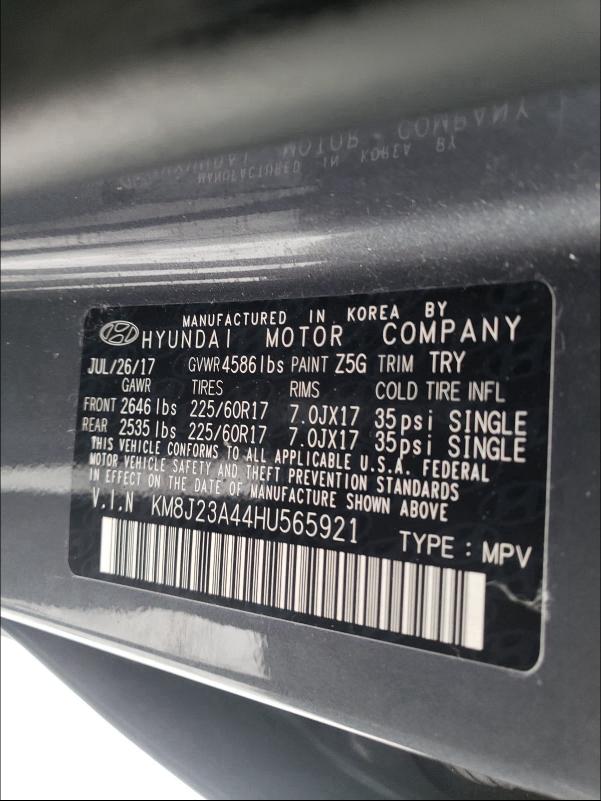 MANUFACTURED IN KOREA BY
HYUNDAI MOTOR COMPANY
JUL/26/17 GVWR 4586 lbs PAINT Z5G TRIM TRY
GAWR TIRES RIMS COLD TIRE INFL
FRONT 2646 lbs 225/60R17 7.0JX17 35psi SINGLE
REAR 2535 lbs 225/60R17 7.0JX17 35psi SINGLE
THIS VEHICLE CONFORMS TO ALL APPLICABLE U.S.A. FEDERAL
MOTOR VEHICLE SAFETY AND THEFT PREVENTION STANDARDS
IN EFFECT ON THE DATE OF MANUFACTURE SHOWN ABOVE
V.I.N KM8J23A44HU565921
TYPE : MPV